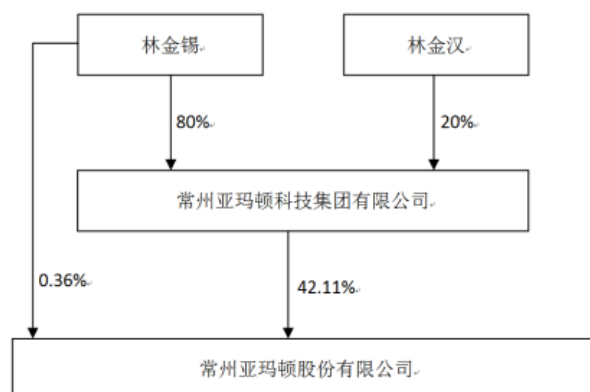 林金锡
林金汉
80%
20%
常州亚玛顿科技集团有限公司
0.36%
42.11%
常州亚玛顿股份有限公司